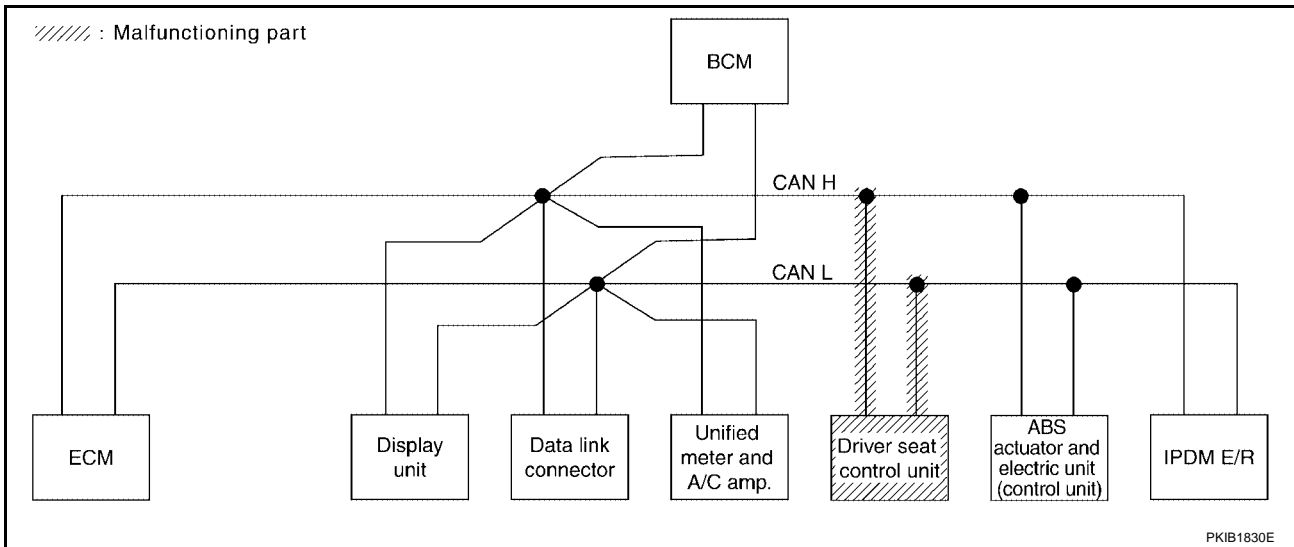 : Malfunctioning part
BCM
CAN H
CAN L
ECM
Display
unit
Data link
connector
Unified
meter and
A/C amp.
Driver seat
control unit
ABS
actuator and
electric unit
(control unit)
IPDM E/R
PKIB1830E